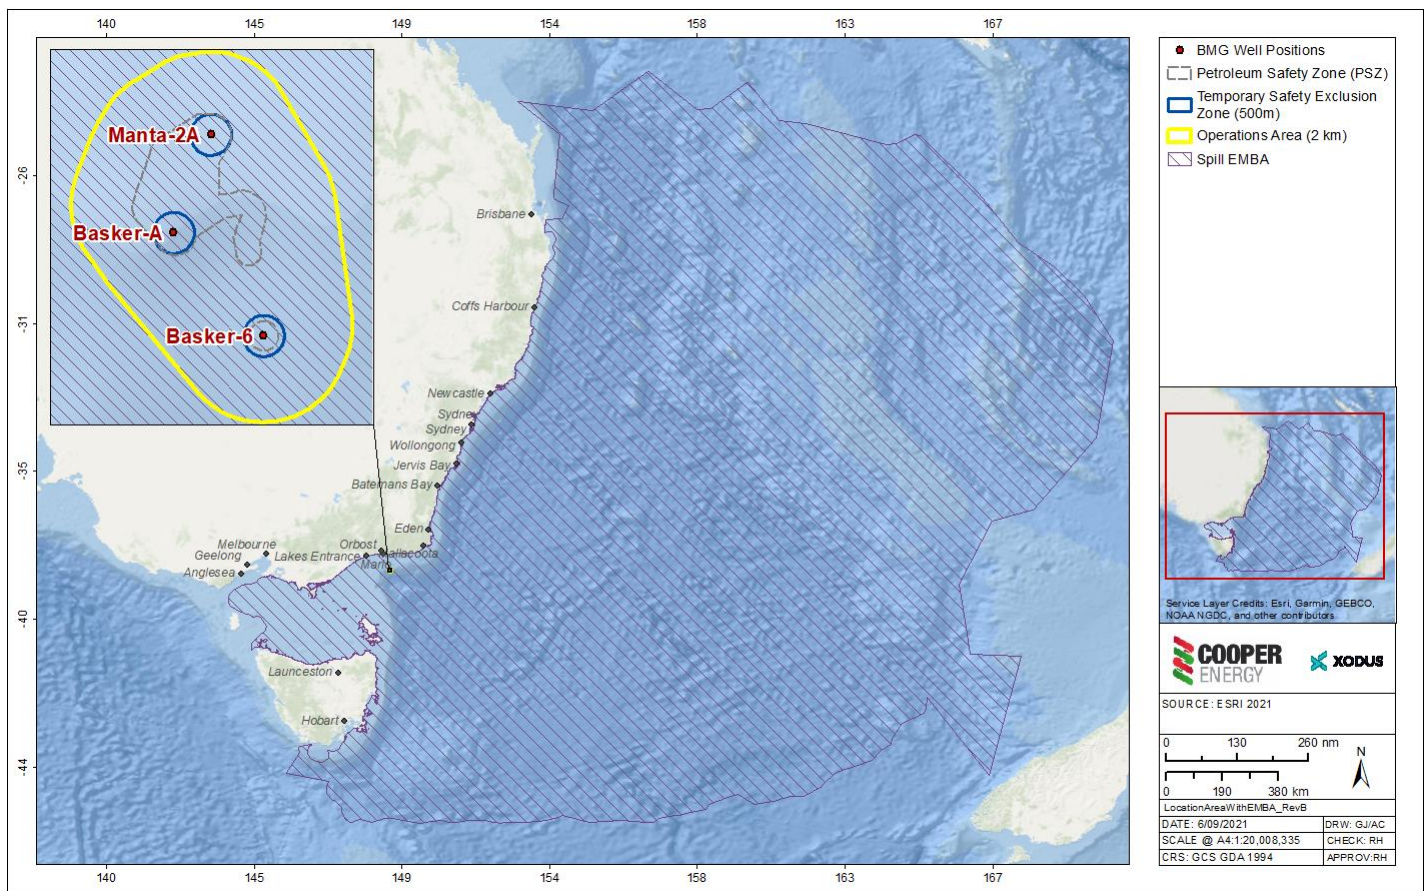 140 145 149 154 158 163 167
Manta-2A
Basker-A
Basker-6
-26
-31
-35
-40
-44
Brisbane
Coffs Harbour
Newcastle
Sydne
Sydney
Wollongong
Jervis Bay
Batemans Bay
Eden
Melbourne
Orbost
Geelong
Lakes Entrance
Marlo
Anglesea
Launceston
Hobart
140 145 149 154 158 163 167
BMG Well Positions
Petroleum Safety Zone (PSZ)
Temporary Safety Exclusion
Zone (500m)
Operations Area (2 km)
Spill EMBA
Service Layer Credits: Esri, Garmin, GEBCO,
NOAA NGDC, and other contributors
COOPER
ENERGY
XODUS
SOURCE: ESRI 2021
0 130 260 nm
N
0 190 380 km
LocationAreaWithEMBA_RevB
DATE: 6/09/2021 DRW: GJ/AC
SCALE @ A4:1:20,008,335 CHECK: RH
CRS: GCS GDA 1994 APPROV:RH